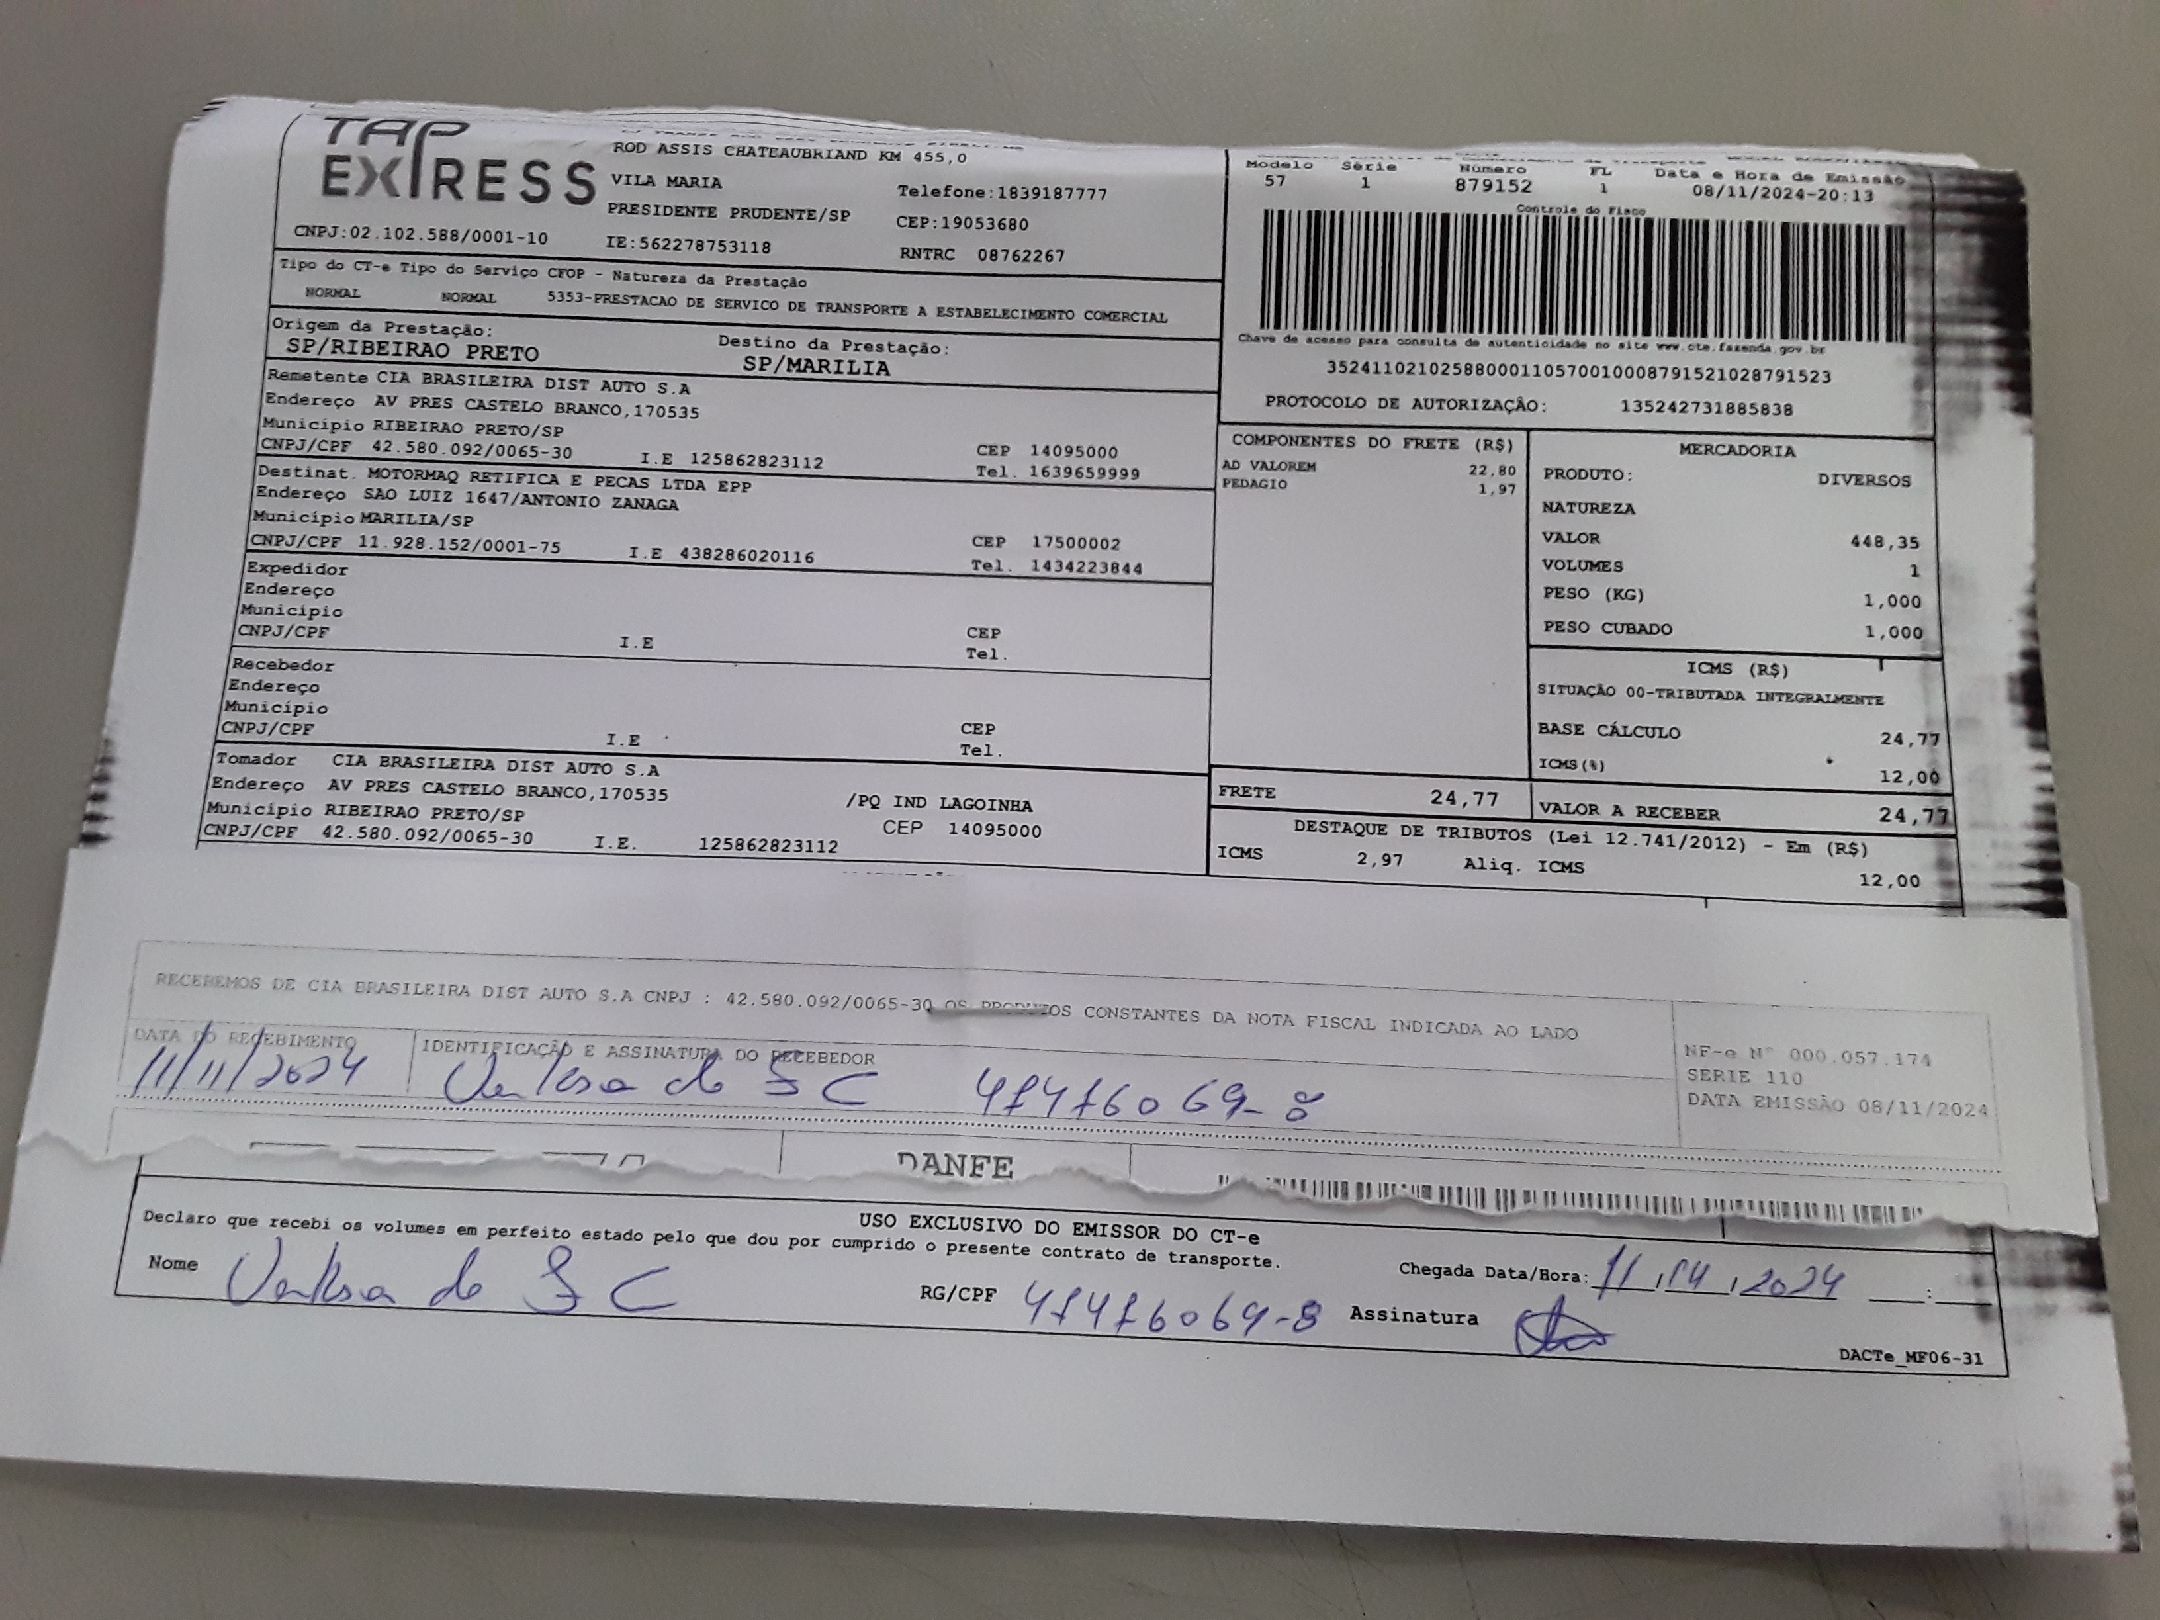 TAP
EXPRESS
ROD ASSIS CHATEAUBRIAND KM 455,0
VILA MARIA
Telefone:1839187777
PRESIDENTE PRUDENTE/SP
CEP:19053680
CNPJ:02.102.588/0001-10
IE:562278753118
RNTRC 08762267
Modelo Série Número FL Data e Hora de Emissão
57 1 879152 1 08/11/2024-20:13
Controle do Fisco
Chave de acesso para consulta de autenticidade no site www.cte.fazenda.gov.br
35241102102588000110570010008791521028791523
PROTOCOLO DE AUTORIZAÇÃO: 135242731885838
Tipo do CT-e Tipo do Serviço CFOP - Natureza da Prestação
NORMAL NORMAL 5353-PRESTACAO DE SERVICO DE TRANSPORTE A ESTABELECIMENTO COMERCIAL
Origem da Prestação:
SP/RIBEIRAO PRETO
Destino da Prestação:
SP/MARILIA
Remetente CIA BRASILEIRA DIST AUTO S.A
Endereço AV PRES CASTELO BRANCO,170535
Município RIBEIRAO PRETO/SP
CEP 14095000
CNPJ/CPF 42.580.092/0065-30 I.E 125862823112 Tel. 1639659999
Destinat. MOTORMAQ RETIFICA E PECAS LTDA EPP
Endereço SAO LUIZ 1647/ANTONIO ZANAGA
Município MARILIA/SP
CEP 17500002
CNPJ/CPF 11.928.152/0001-75 I.E 438286020116 Tel. 1434223844
Expedidor
Endereço
Município
CEP
CNPJ/CPF I.E Tel.
Recebedor
Endereço
Município
CEP
CNPJ/CPF I.E Tel.
Tomador CIA BRASILEIRA DIST AUTO S.A
Endereço AV PRES CASTELO BRANCO,170535 /PQ IND LAGOINHA
Município RIBEIRAO PRETO/SP CEP 14095000
CNPJ/CPF 42.580.092/0065-30 I.E. 125862823112
COMPONENTES DO FRETE (R$)
AD VALOREM 22,80
PEDAGIO 1,97
MERCADORIA
PRODUTO: DIVERSOS
NATUREZA
VALOR 448,35
VOLUMES 1
PESO (KG) 1,000
PESO CUBADO 1,000
ICMS (R$)
SITUAÇÃO 00-TRIBUTADA INTEGRALMENTE
BASE CÁLCULO 24,77
ICMS(%) 12,00
FRETE 24,77
VALOR A RECEBER 24,77
DESTAQUE DE TRIBUTOS (Lei 12.741/2012) - Em (R$)
ICMS 2,97 Aliq. ICMS 12,00
RECEBEMOS DE CIA BRASILEIRA DIST AUTO S.A CNPJ : 42.580.092/0065-30 OS PRODUTOS CONSTANTES DA NOTA FISCAL INDICADA AO LADO
DATA DO RECEBIMENTO
11/11/2024
IDENTIFICAÇÃO E ASSINATURA DO RECEBEDOR
NF-e Nº 000.057.174
SERIE 110
DATA EMISSÃO 08/11/2024
DANFE
USO EXCLUSIVO DO EMISSOR DO CT-e
Declaro que recebi os volumes em perfeito estado pelo que dou por cumprido o presente contrato de transporte.
Nome
RG/CPF
Chegada Data/Hora: 11, ,2024 __:__
Assinatura
DACTe_MF06-31